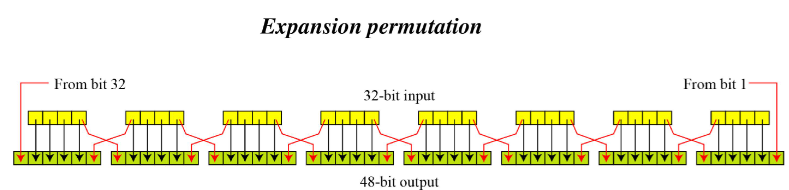 Expansion permutation
From bit 32
32-bit input
From bit 1
48-bit output